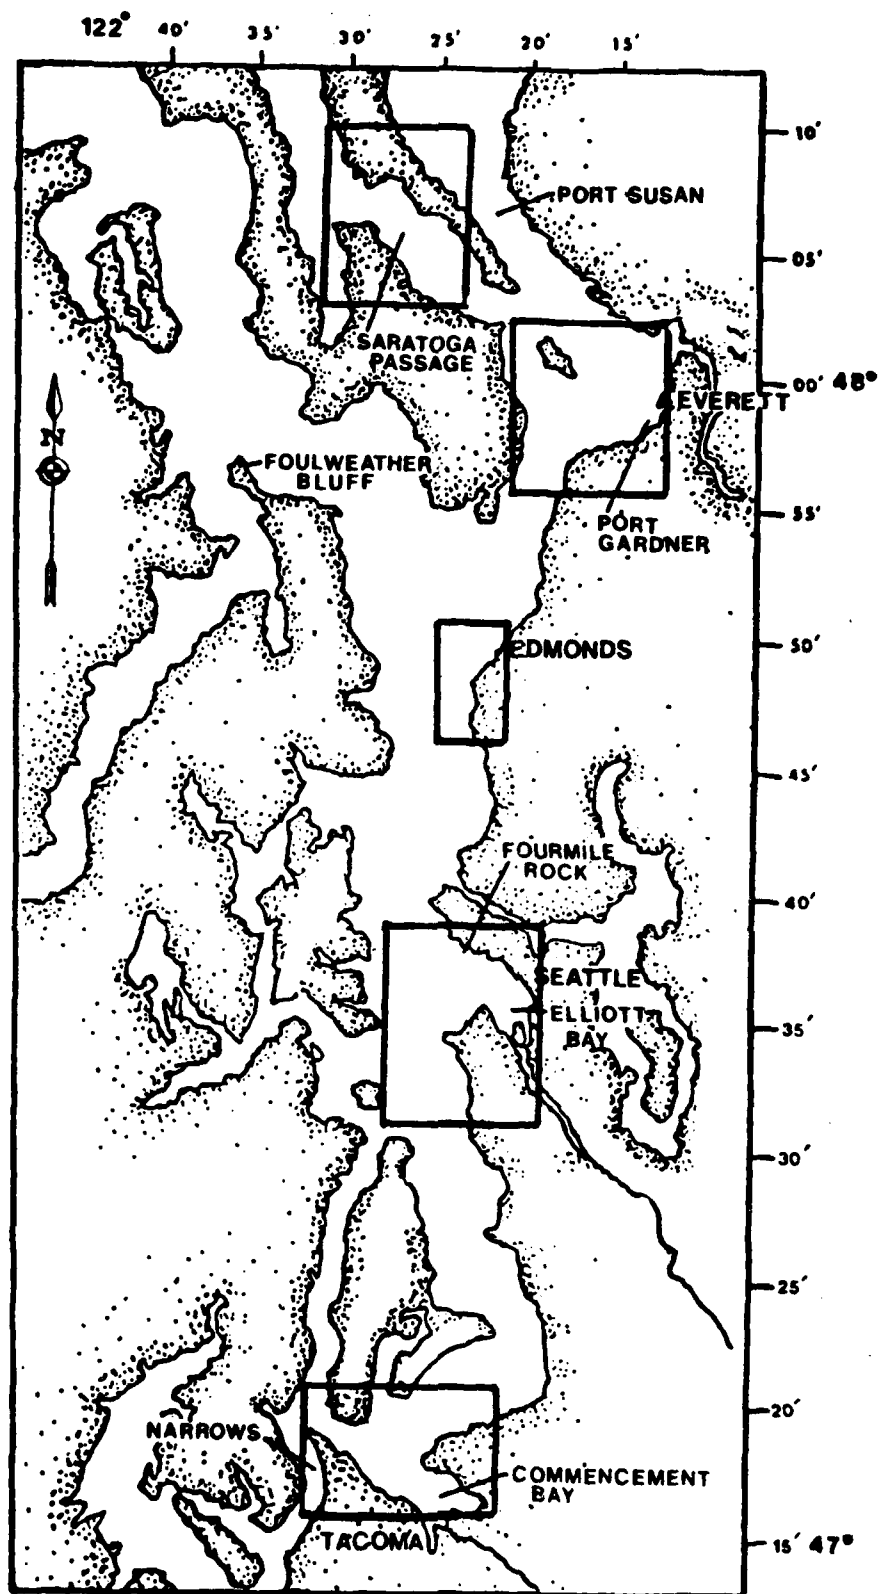 122°
40′ 35′ 30′ 25′ 20′ 15′
10′
PORT SUSAN
05′
SARATOGA
PASSAGE
00′ 48°
EVERETT
N
FOULWEATHER
BLUFF
55′
PORT
GARDNER
50′
EDMONDS
45′
FOURMILE
ROCK
40′
SEATTLE
ELLIOTT
BAY
35′
30′
25′
20′
NARROWS
COMMENCEMENT
BAY
TACOMA
15′ 47°